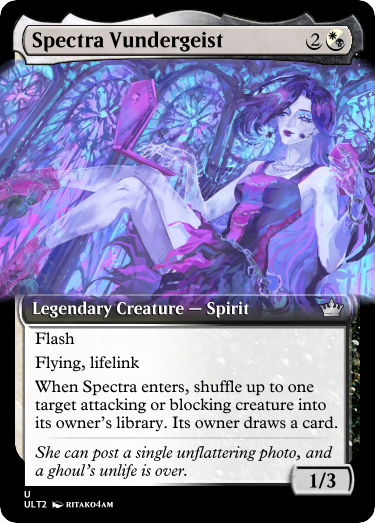 Spectra Vundergeist 2
Legendary Creature — Spirit
Flash
Flying, lifelink
When Spectra enters, shuffle up to one
target attacking or blocking creature into
its owner's library. Its owner draws a card.
She can post a single unflattering photo, and
a ghoul's unlife is over.
1/3
U
ULT2 RITAKO4AM